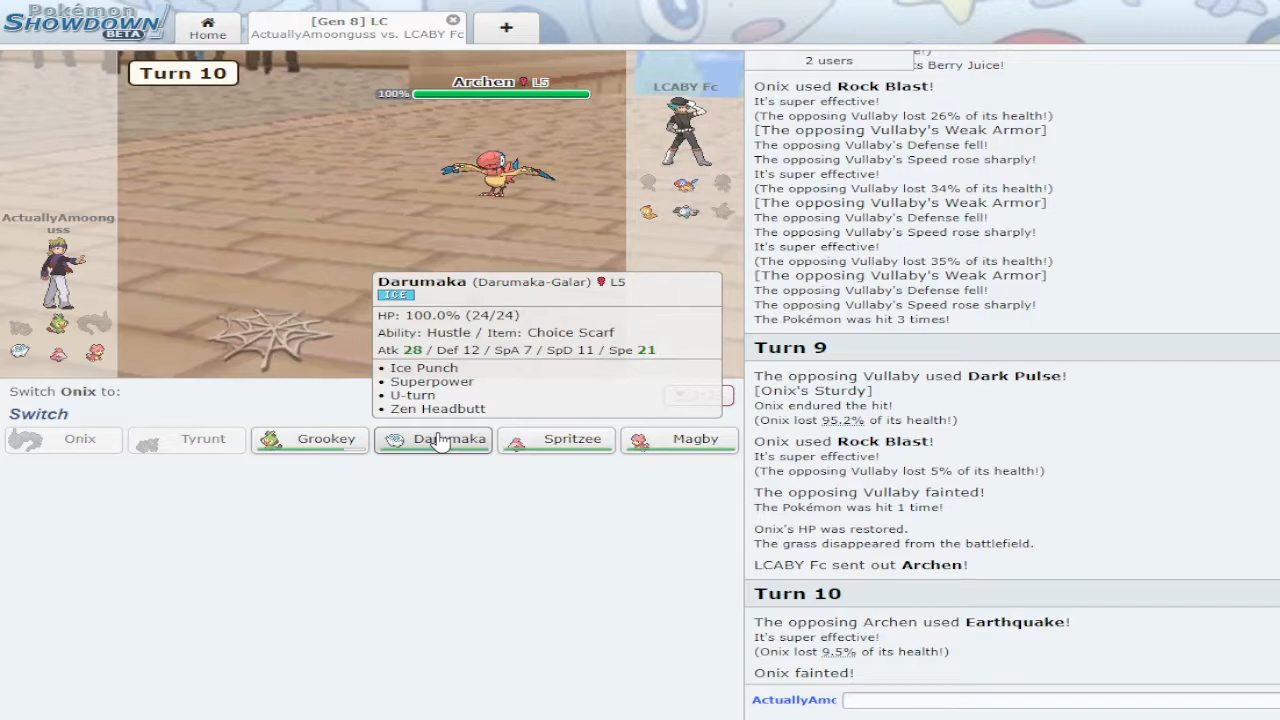 Pokémon
SHOWDOWN
BETA
Home
[Gen 8] LC
ActuallyAmoonguss vs. LCABY Fc
+
Turn 10
Archen L5
100%
LCABY Fc
ActuallyAmoong
uss
Darumaka (Darumaka-Galar) L5
ICE
HP: 100.0% (24/24)
Ability: Hustle / Item: Choice Scarf
Atk 28 / Def 12 / SpA 7 / SpD 11 / Spe 21
• Ice Punch
• Superpower
• U-turn
• Zen Headbutt
Switch Onix to:
Switch
Onix
Tyrunt
Grookey
Darumaka
Spritzee
Magby
2 users
s Berry Juice!
Onix used Rock Blast!
It's super effective!
(The opposing Vullaby lost 26% of its health!)
[The opposing Vullaby's Weak Armor]
The opposing Vullaby's Defense fell!
The opposing Vullaby's Speed rose sharply!
It's super effective!
(The opposing Vullaby lost 34% of its health!)
[The opposing Vullaby's Weak Armor]
The opposing Vullaby's Defense fell!
The opposing Vullaby's Speed rose sharply!
It's super effective!
(The opposing Vullaby lost 35% of its health!)
[The opposing Vullaby's Weak Armor]
The opposing Vullaby's Defense fell!
The opposing Vullaby's Speed rose sharply!
The Pokémon was hit 3 times!
Turn 9
The opposing Vullaby used Dark Pulse!
[Onix's Sturdy]
Onix endured the hit!
(Onix lost 95.2% of its health!)
Onix used Rock Blast!
It's super effective!
(The opposing Vullaby lost 5% of its health!)
The opposing Vullaby fainted!
The Pokémon was hit 1 time!
Onix's HP was restored.
The grass disappeared from the battlefield.
LCABY Fc sent out Archen!
Turn 10
The opposing Archen used Earthquake!
It's super effective!
(Onix lost 9.5% of its health!)
Onix fainted!
ActuallyAmc